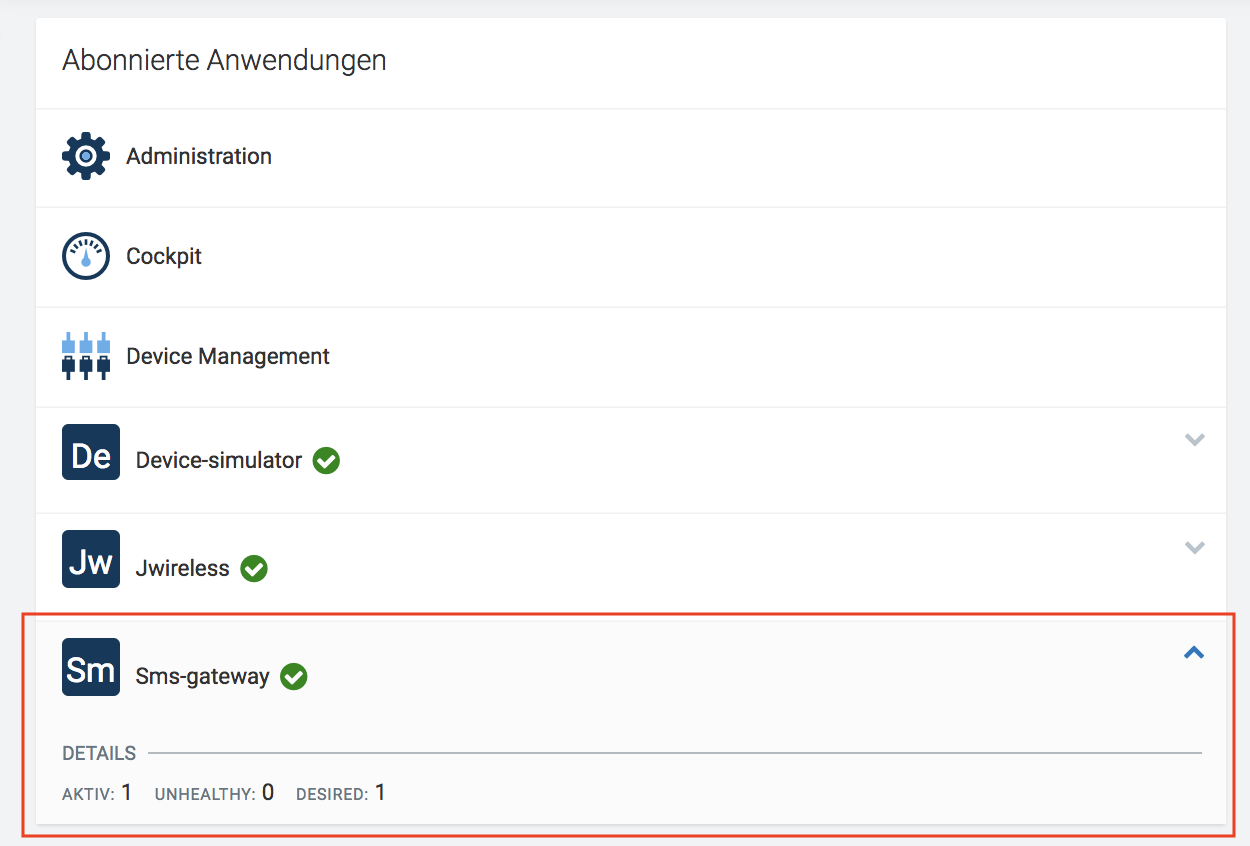 Abonnierte Anwendungen
Administration
Cockpit
Device Management
De Device-simulator
Jw Jwireless
Sm Sms-gateway
DETAILS
AKTIV: 1 UNHEALTHY: 0 DESIRED: 1